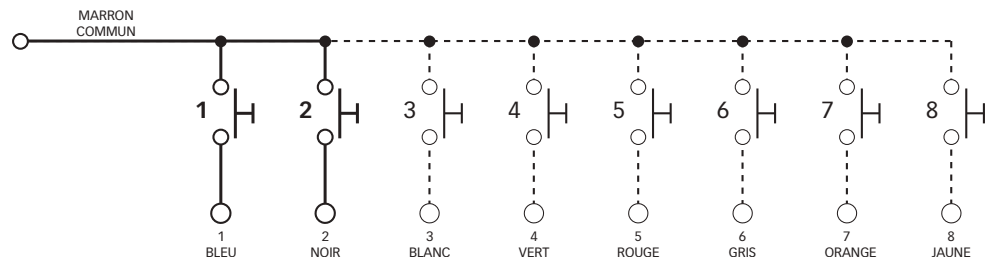 MARRON
COMMUN
1 2 3 4 5 6 7 8
1 2 3 4 5 6 7 8
BLEU NOIR BLANC VERT ROUGE GRIS ORANGE JAUNE